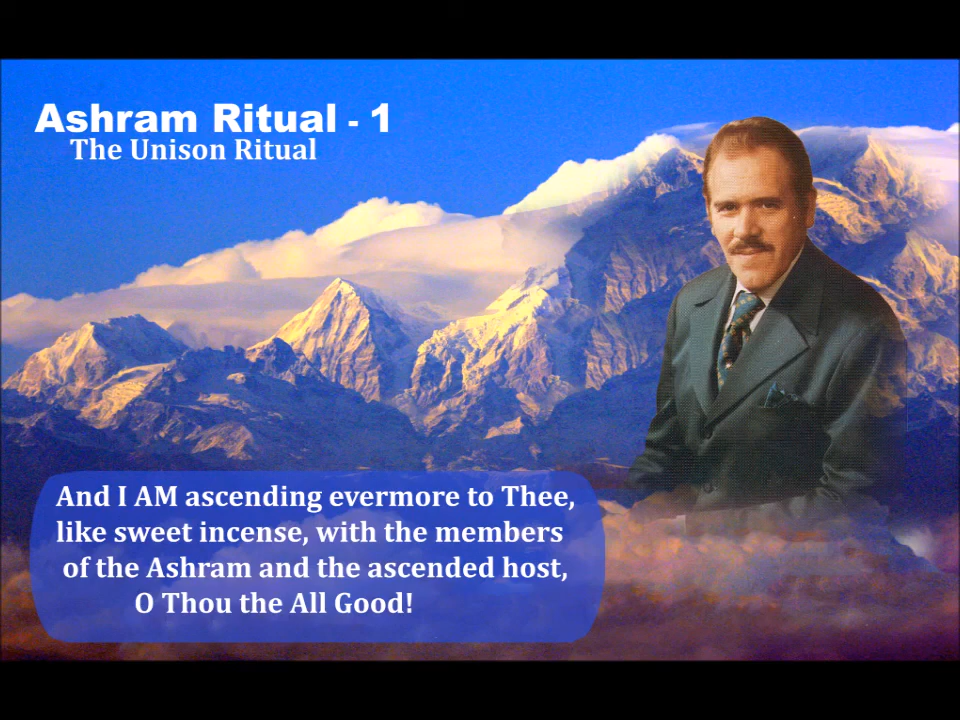 Ashram Ritual - 1
The Unison Ritual
And I AM ascending evermore to Thee,
like sweet incense, with the members
of the Ashram and the ascended host,
O Thou the All Good!